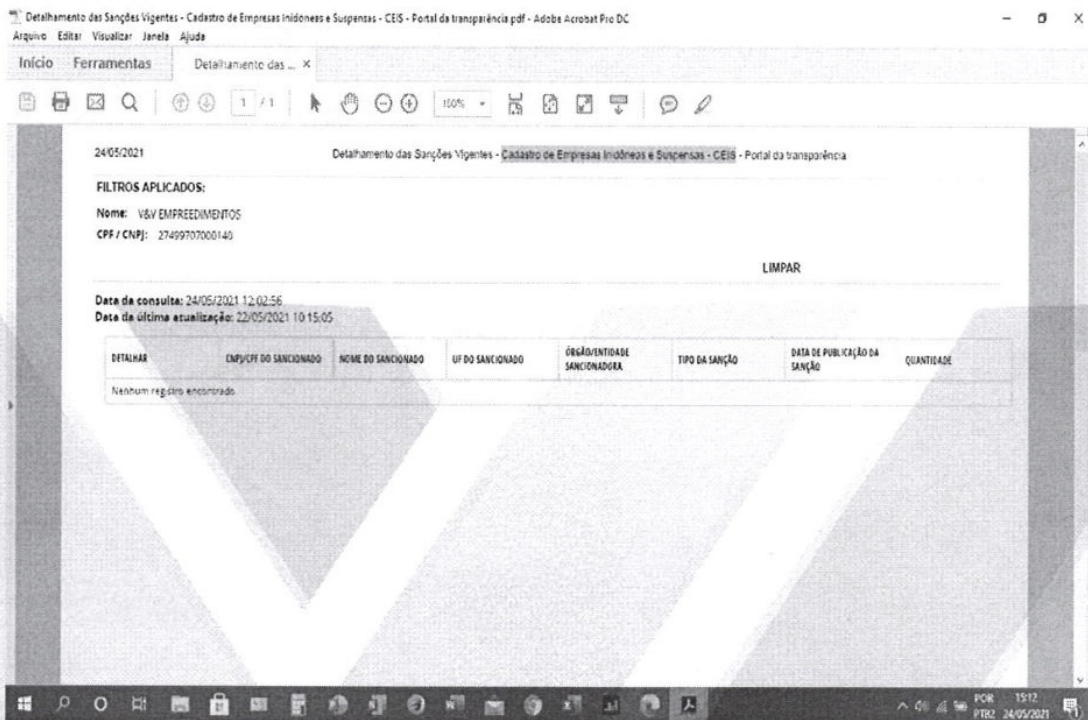 Detalhamento das Sanções Vigentes - Cadastro de Empresas Inidoneas e Suspensas - CEIS - Portal da transparência.pdf - Adobe Acrobat Pro DC
Arquivo Editar Visualizar Janela Ajuda
Início Ferramentas Detalhamento das ... ×
1 / 1 100%
24/05/2021 Detalhamento das Sanções Vigentes - Cadastro de Empresas Inidôneas e Suspensas - CEIS - Portal da transparência
FILTROS APLICADOS:
Nome: V&V EMPREEDIMENTOS
CPF / CNPJ: 27499707000140
LIMPAR
Data da consulta: 24/05/2021 12:02:56
Data da última atualização: 22/05/2021 10:15:05
DETALHAR CNPJ/CPF DO SANCIONADO NOME DO SANCIONADO UF DO SANCIONADO ÓRGÃO/ENTIDADE SANCIONADORA TIPO DA SANÇÃO DATA DE PUBLICAÇÃO DA SANÇÃO QUANTIDADE
Nenhum registro encontrado
POR 15:12
PTB2 24/05/2021